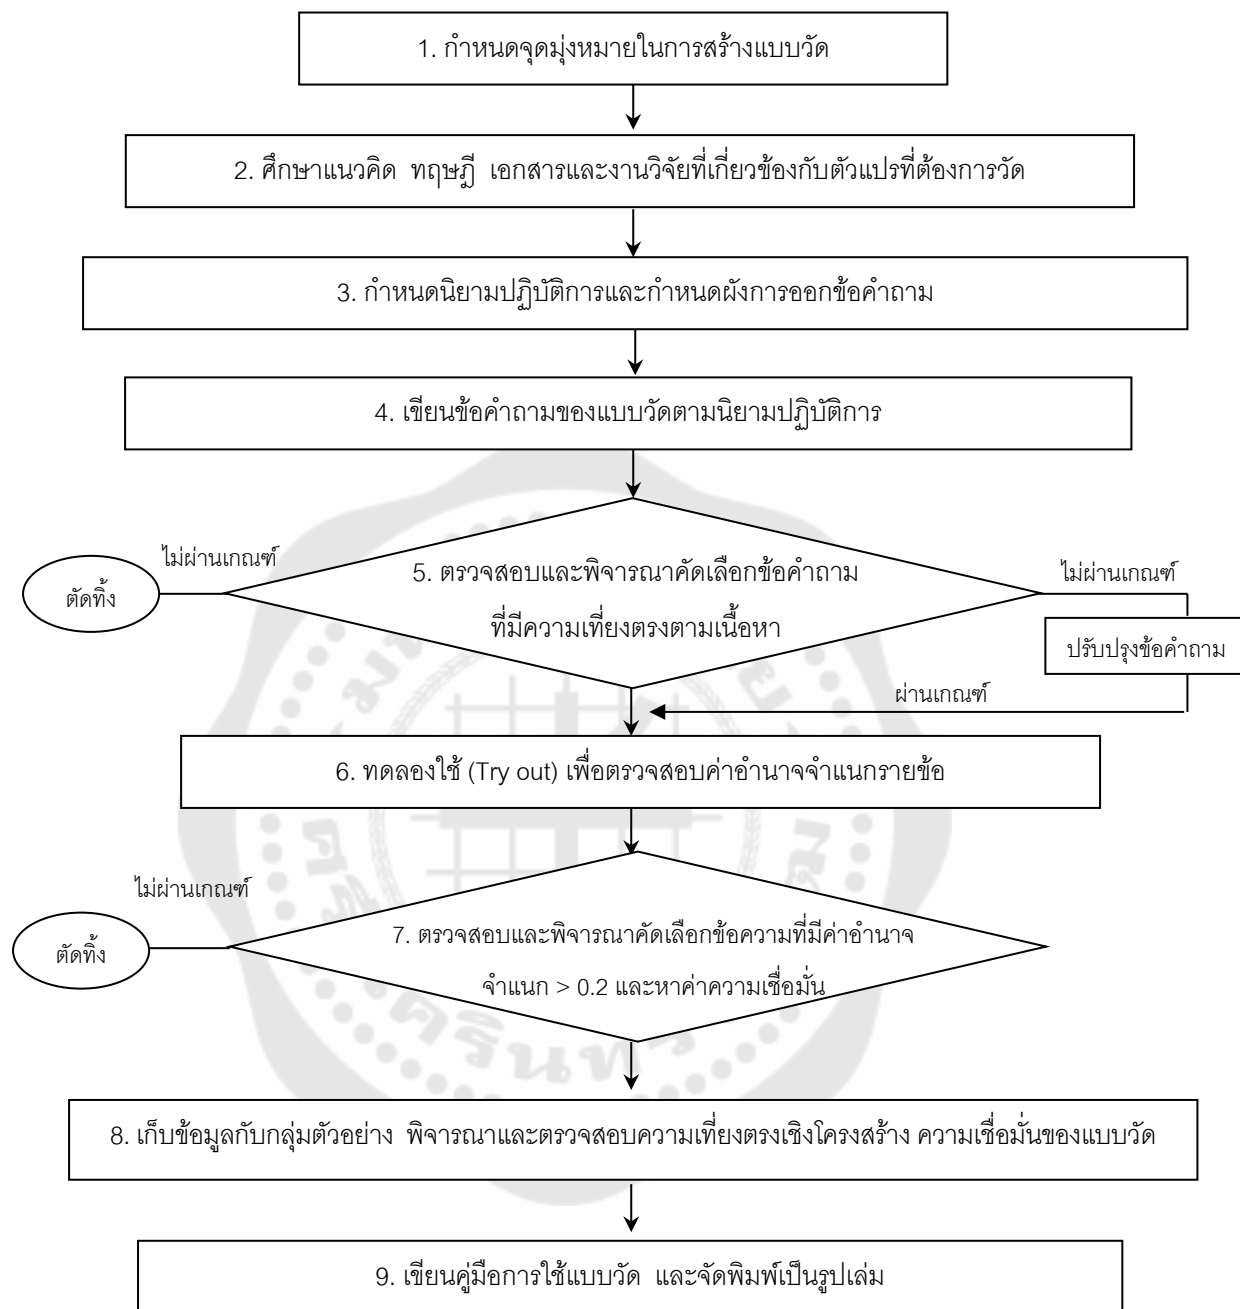 1. กำหนดจุดมุ่งหมายในการสร้างแบบวัด
2. ศึกษาแนวคิด ทฤษฎี เอกสารและงานวิจัยที่เกี่ยวข้องกับตัวแปรที่ต้องการวัด
3. กำหนดนิยามปฏิบัติการและกำหนดผังการออกข้อคำถาม
4. เขียนข้อคำถามของแบบวัดตามนิยามปฏิบัติการ
ไม่ผ่านเกณฑ์
ตัดทิ้ง
5. ตรวจสอบและพิจารณาคัดเลือกข้อคำถาม
ที่มีความเที่ยงตรงตามเนื้อหา
ไม่ผ่านเกณฑ์
ปรับปรุงข้อคำถาม
ผ่านเกณฑ์
6. ทดลองใช้ (Try out) เพื่อตรวจสอบค่าอำนาจจำแนกรายข้อ
ไม่ผ่านเกณฑ์
ตัดทิ้ง
7. ตรวจสอบและพิจารณาคัดเลือกข้อความที่มีค่าอำนาจ
จำแนก > 0.2 และหาค่าความเชื่อมั่น
8. เก็บข้อมูลกับกลุ่มตัวอย่าง พิจารณาและตรวจสอบความเที่ยงตรงเชิงโครงสร้าง ความเชื่อมั่นของแบบวัด
9. เขียนคู่มือการใช้แบบวัด และจัดพิมพ์เป็นรูปเล่ม